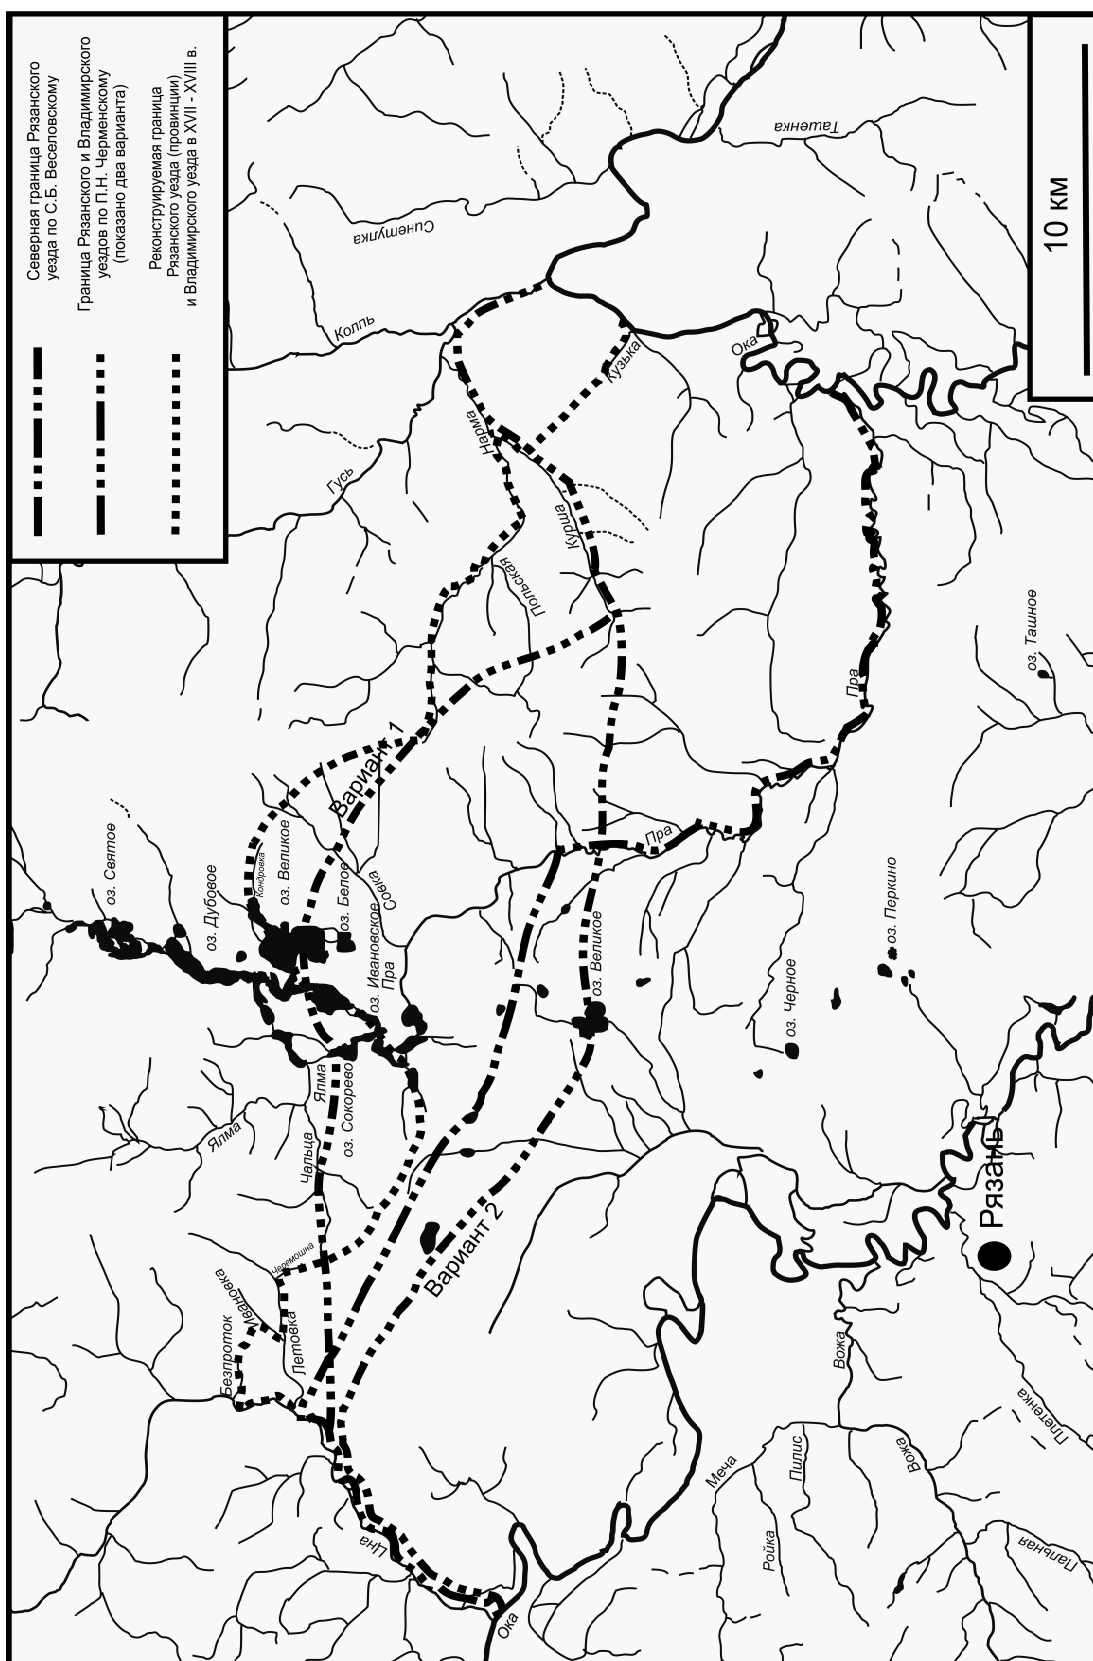 Северная граница Рязанского
уезда по С.Б. Веселовскому
Граница Рязанского и Владимирского
уездов по П.Н. Черменскому
(показано два варианта)
Реконструируемая граница
Рязанского уезда (провинции)
и Владимирского уезда в XVII - XVIII в.
10 км
Ташенка
Синетулка
Колпь
Ока
Кузька
Нарма
Гусь
Курша
Польская
оз. Ташное
Пра
Вариант 1
Пра
оз. Святое
оз. Дубовое
Кондровка
оз. Великое
оз. Белое
Совка
оз. Ивановское
Пра
оз. Великое
оз. Перкино
оз. Черное
Ялма
оз. Сокорево
Ялма
Чальца
Черемошка
Ивановка
Безпроток
Летовка
Вариант 2
Рязань
Вожа
Плетенка
Вожа
Пилис
Меча
Ройка
Пальная
Цна
Ока